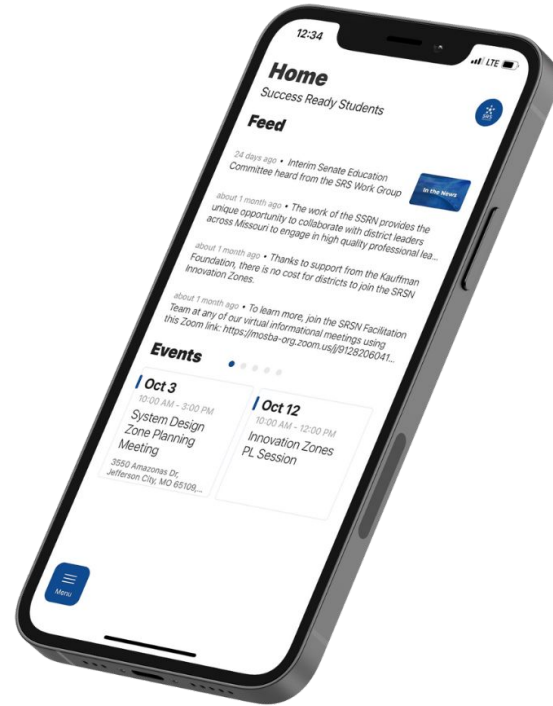 12:34
LTE
Home
Success Ready Students
SRS
Feed
24 days ago • Interim Senate Education
Committee heard from the SRS Work Group
In the News
about 1 month ago • The work of the SSRN provides the
unique opportunity to collaborate with district leaders
across Missouri to engage in high quality professional lea...
about 1 month ago • Thanks to support from the Kauffman
Foundation, there is no cost for districts to join the SRSN
Innovation Zones.
about 1 month ago • To learn more, join the SRSN Facilitation
Team at any of our virtual informational meetings using
this Zoom link: https://mosba-org.zoom.us/j/9128206041...
Events
Oct 3
10:00 AM - 3:00 PM
System Design
Zone Planning
Meeting
3550 Amazonas Dr,
Jefferson City, MO 65109,...
Oct 12
10:00 AM - 12:00 PM
Innovation Zones
PL Session
Menu